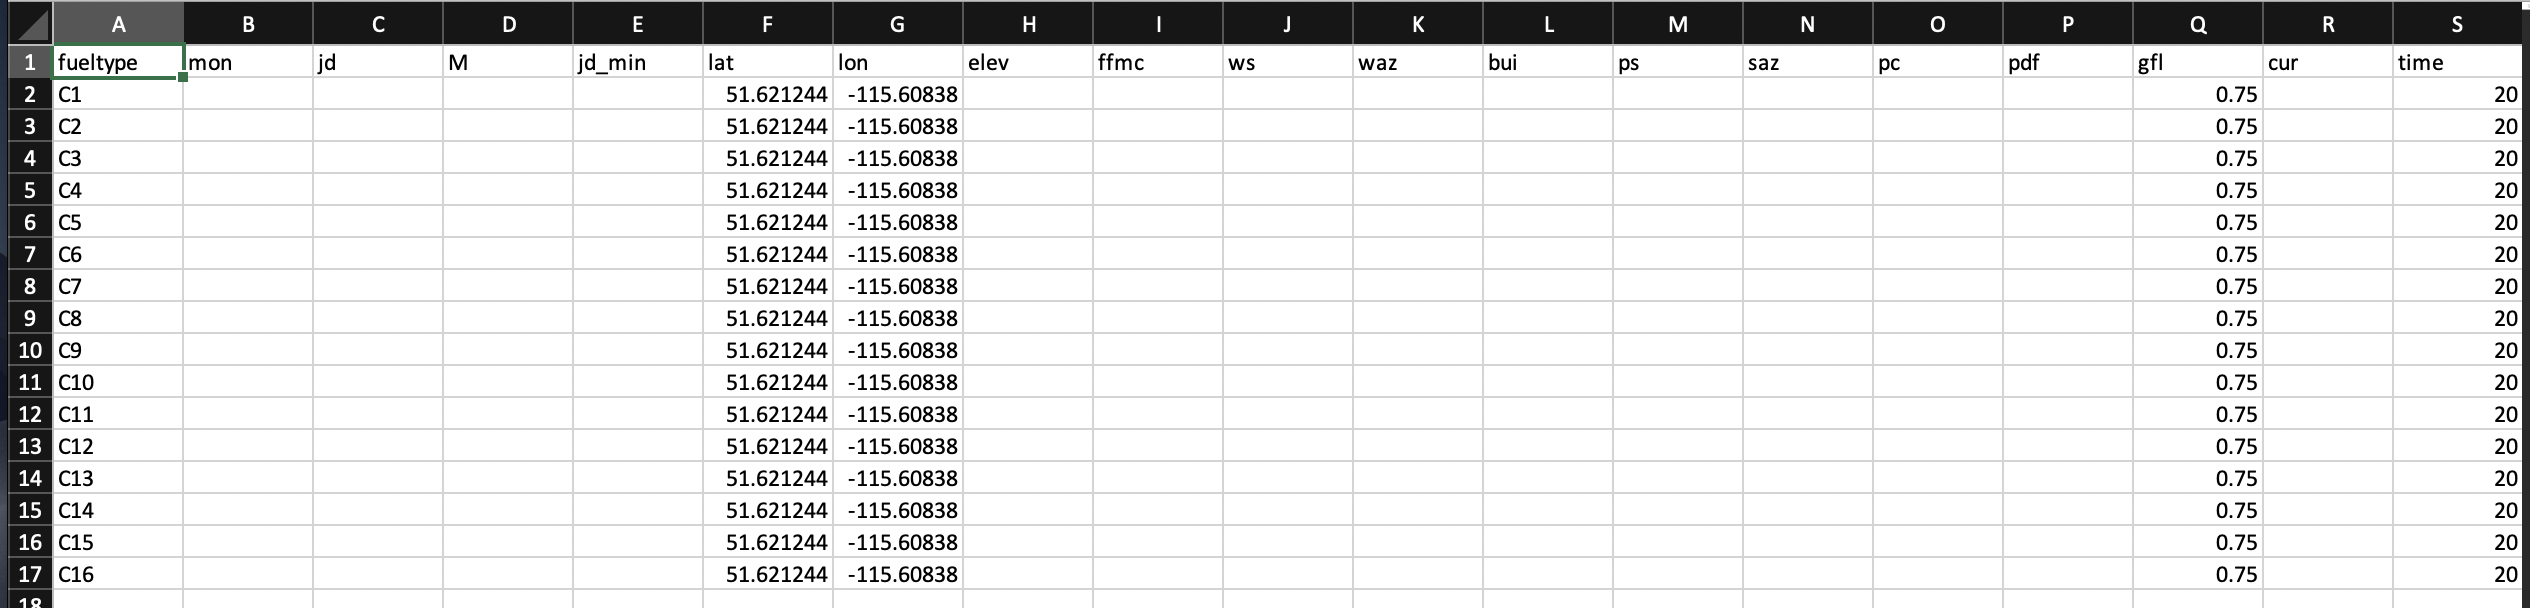 A B C D E F G H I J K L M N O P Q R S
1 fueltype mon jd M jd_min lat lon elev ffmc ws waz bui ps saz pc pdf gfl cur time
2 C1 51.621244 -115.60838 0.75 20
3 C2 51.621244 -115.60838 0.75 20
4 C3 51.621244 -115.60838 0.75 20
5 C4 51.621244 -115.60838 0.75 20
6 C5 51.621244 -115.60838 0.75 20
7 C6 51.621244 -115.60838 0.75 20
8 C7 51.621244 -115.60838 0.75 20
9 C8 51.621244 -115.60838 0.75 20
10 C9 51.621244 -115.60838 0.75 20
11 C10 51.621244 -115.60838 0.75 20
12 C11 51.621244 -115.60838 0.75 20
13 C12 51.621244 -115.60838 0.75 20
14 C13 51.621244 -115.60838 0.75 20
15 C14 51.621244 -115.60838 0.75 20
16 C15 51.621244 -115.60838 0.75 20
17 C16 51.621244 -115.60838 0.75 20
18